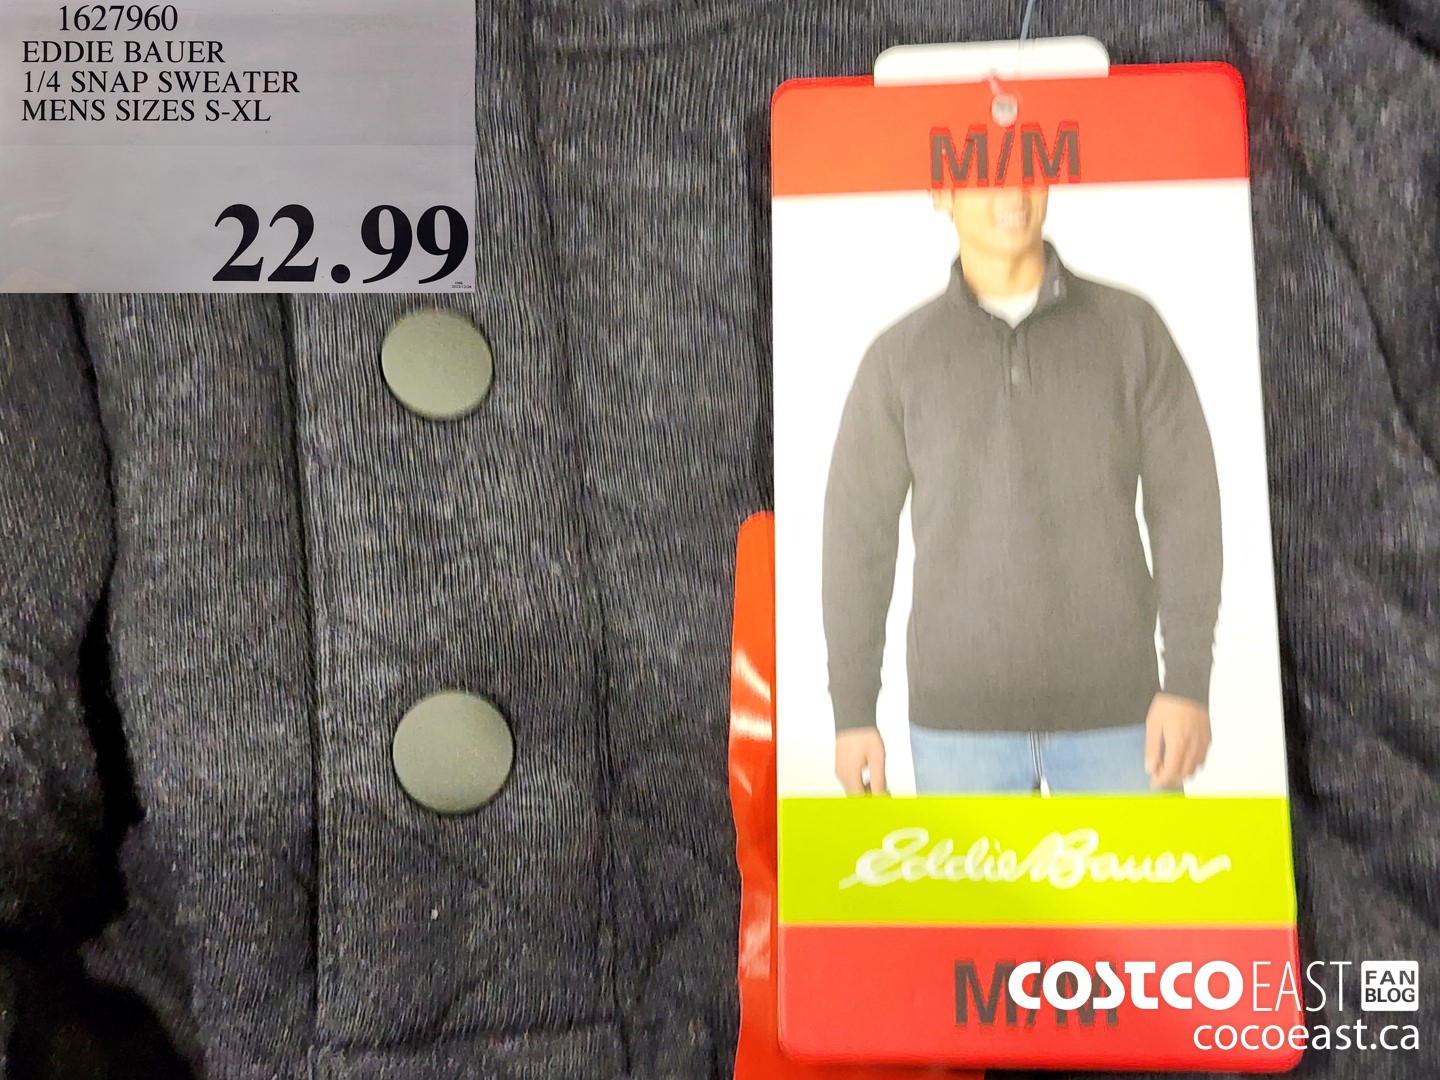 1627960
EDDIE BAUER
1/4 SNAP SWEATER
MENS SIZES S-XL
22.99
M/M
Eddie Bauer
M/M
COSTCO EAST FAN BLOG
cocoeast.ca